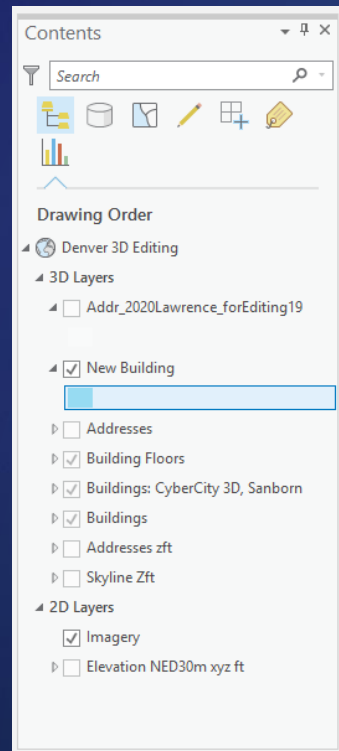 Contents
Search
Drawing Order
Denver 3D Editing
3D Layers
Addr_2020Lawrence_forEditing19
New Building
Addresses
Building Floors
Buildings: CyberCity 3D, Sanborn
Buildings
Addresses zft
Skyline Zft
2D Layers
Imagery
Elevation NED30m xyz ft